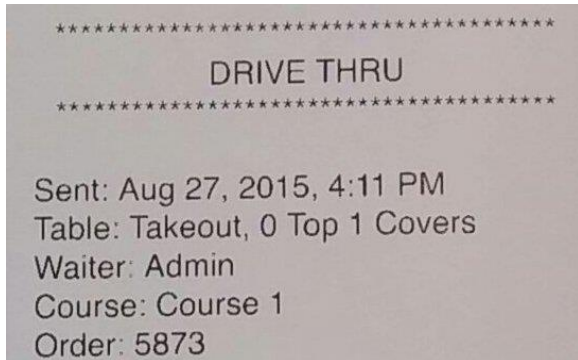 ****************************************
DRIVE THRU
****************************************
Sent: Aug 27, 2015, 4:11 PM
Table: Takeout, 0 Top 1 Covers
Waiter: Admin
Course: Course 1
Order: 5873